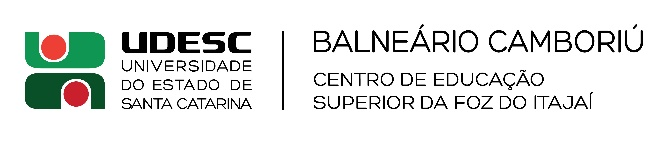 UDESC
UNIVERSIDADE
DO ESTADO DE
SANTA CATARINA
BALNEÁRIO CAMBORIÚ
CENTRO DE EDUCAÇÃO
SUPERIOR DA FOZ DO ITAJAÍ